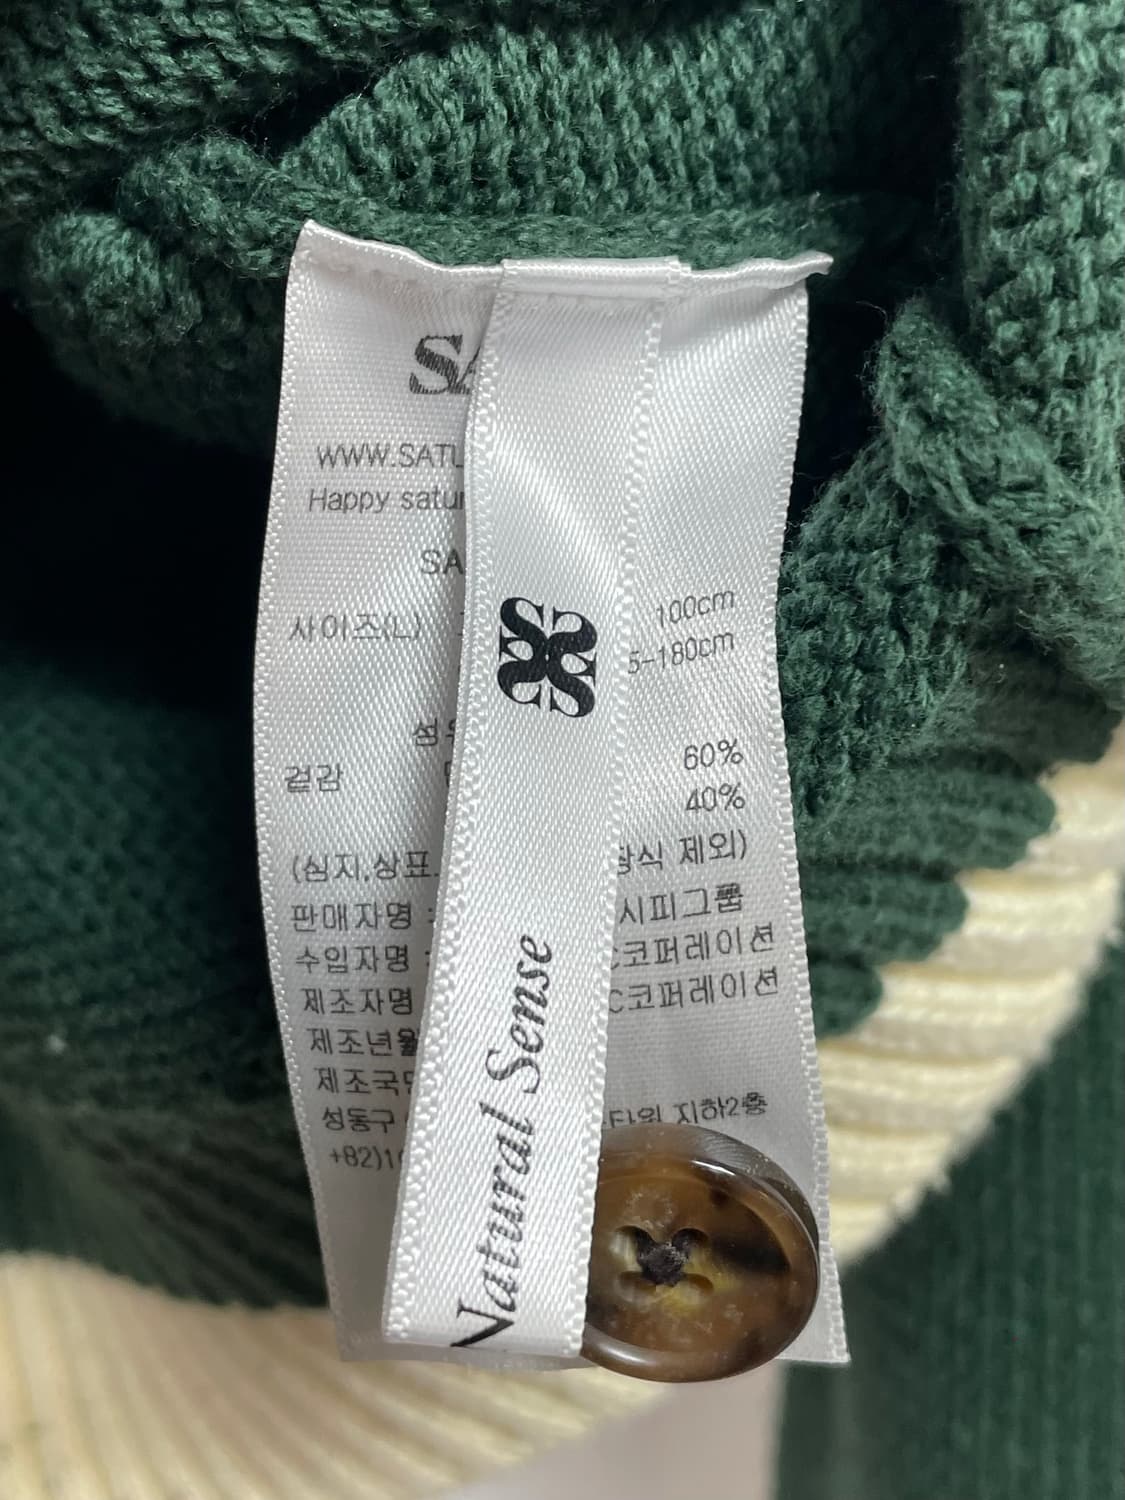 WWW.SATU
Happy satur
SA
사이즈(L)
100cm
5-180cm
겉감
60%
40%
(심지,상표
장식 제외)
판매자명 :
시피그룹
수입자명 :
C코퍼레이션
제조자명
C코퍼레이션
제조년월
제조국
성동구
타워 지하2층
+82)10
Natural Sense